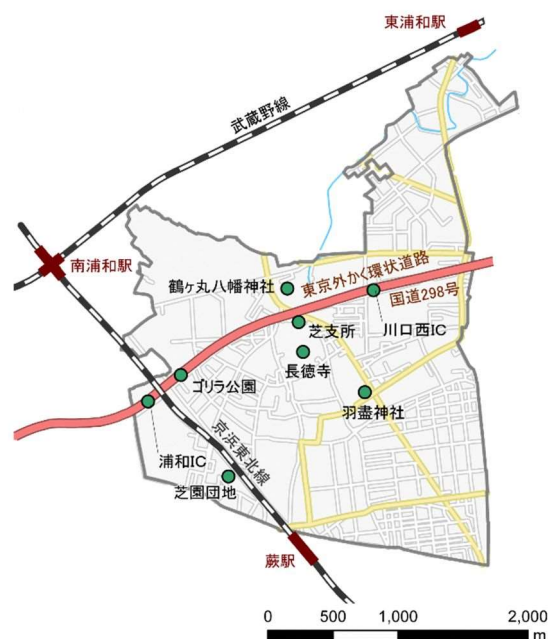 東浦和駅
武蔵野線
南浦和駅
鶴ヶ丸八幡神社
東京外かく環状道路
国道298号
芝支所
川口西IC
長徳寺
ゴリラ公園
羽盡神社
京浜東北線
浦和IC
芝園団地
蕨駅
0 500 1,000 2,000
m